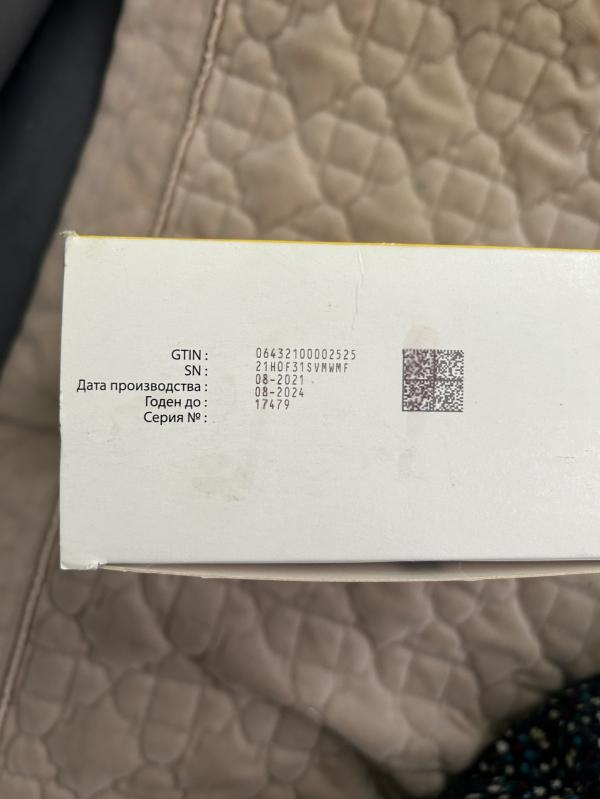 GTIN : 06432100002525
SN : 21H0F31SVMWMF
Дата производства : 08-2021
Годен до : 08-2024
Серия № : 17479